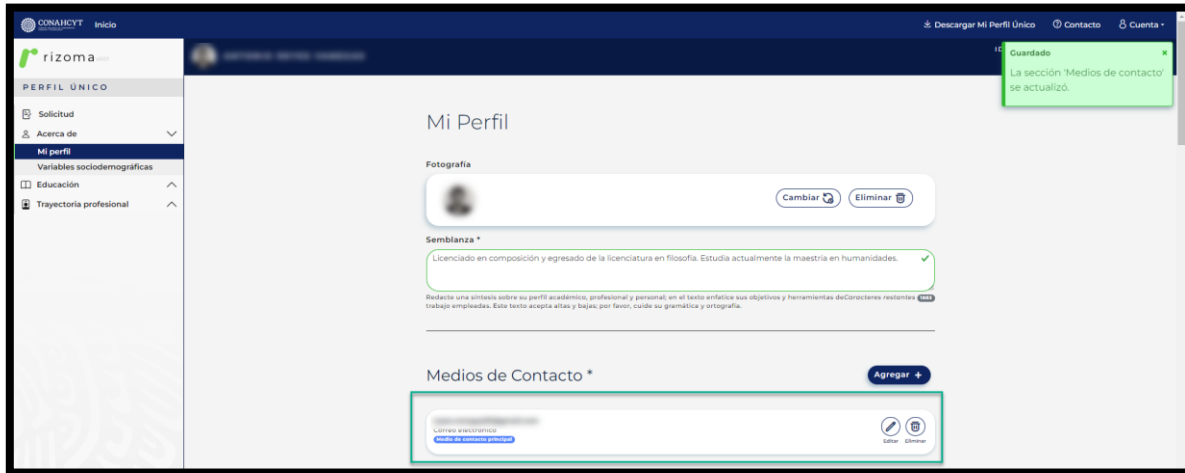 CONAHCYT Inicio
Descargar Mi Perfil Único Contacto Cuenta
rizoma
Guardado
La sección 'Medios de contacto'
se actualizó.
PERFIL ÚNICO
Solicitud
Acerca de
Mi perfil
Variables sociodemográficas
Educación
Trayectoria profesional
Mi Perfil
Fotografía
Cambiar Eliminar
Semblanza *
Licenciado en composición y egresado de la licenciatura en filosofía. Estudia actualmente la maestría en humanidades.
Redacte una síntesis sobre su perfil académico, profesional y personal; en el texto enfatice sus objetivos y herramientas de Caracteres restantes
trabajo empleadas. Este texto acepta altas y bajas; por favor, cuide su gramática y ortografía.
Medios de Contacto *
Agregar +
Correo electrónico
Medio de contacto principal
Editar Eliminar